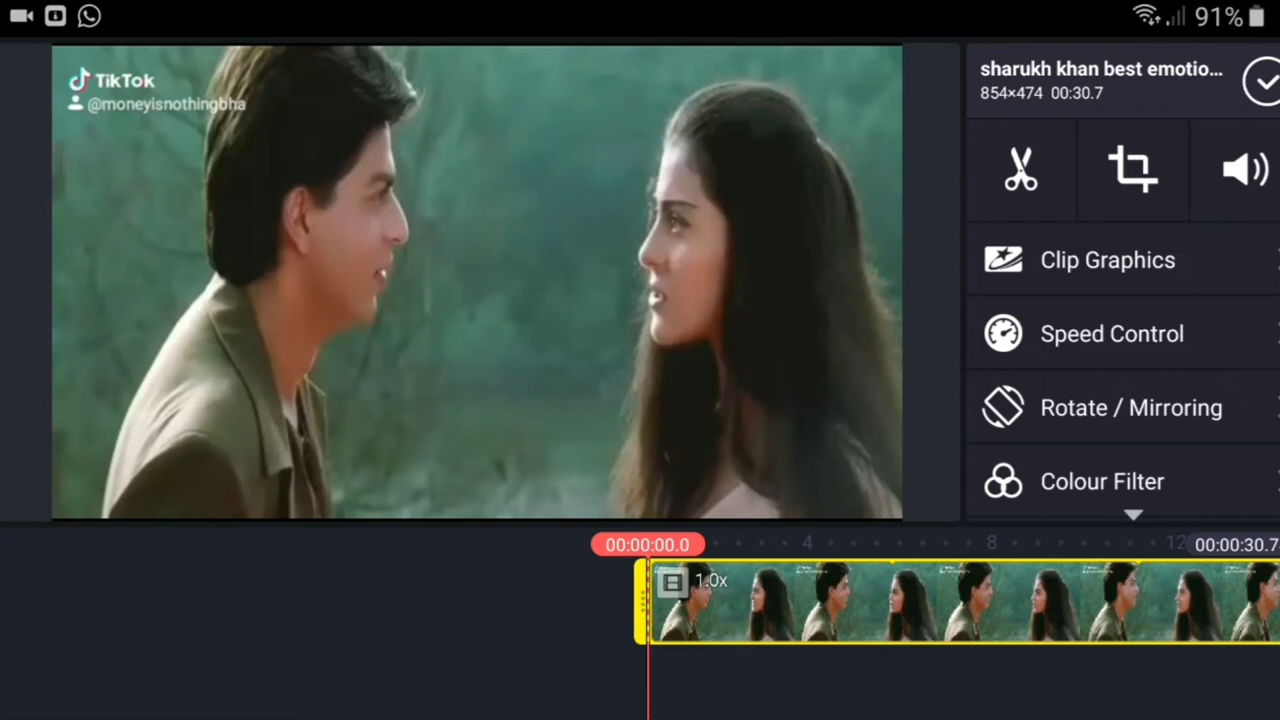 91%
TikTok
@moneyisnothingbha
sharukh khan best emotio...
854×474 00:30.7
Clip Graphics
Speed Control
Rotate / Mirroring
Colour Filter
00:00:00.0
4
8
12
00:00:30.7
1.0x